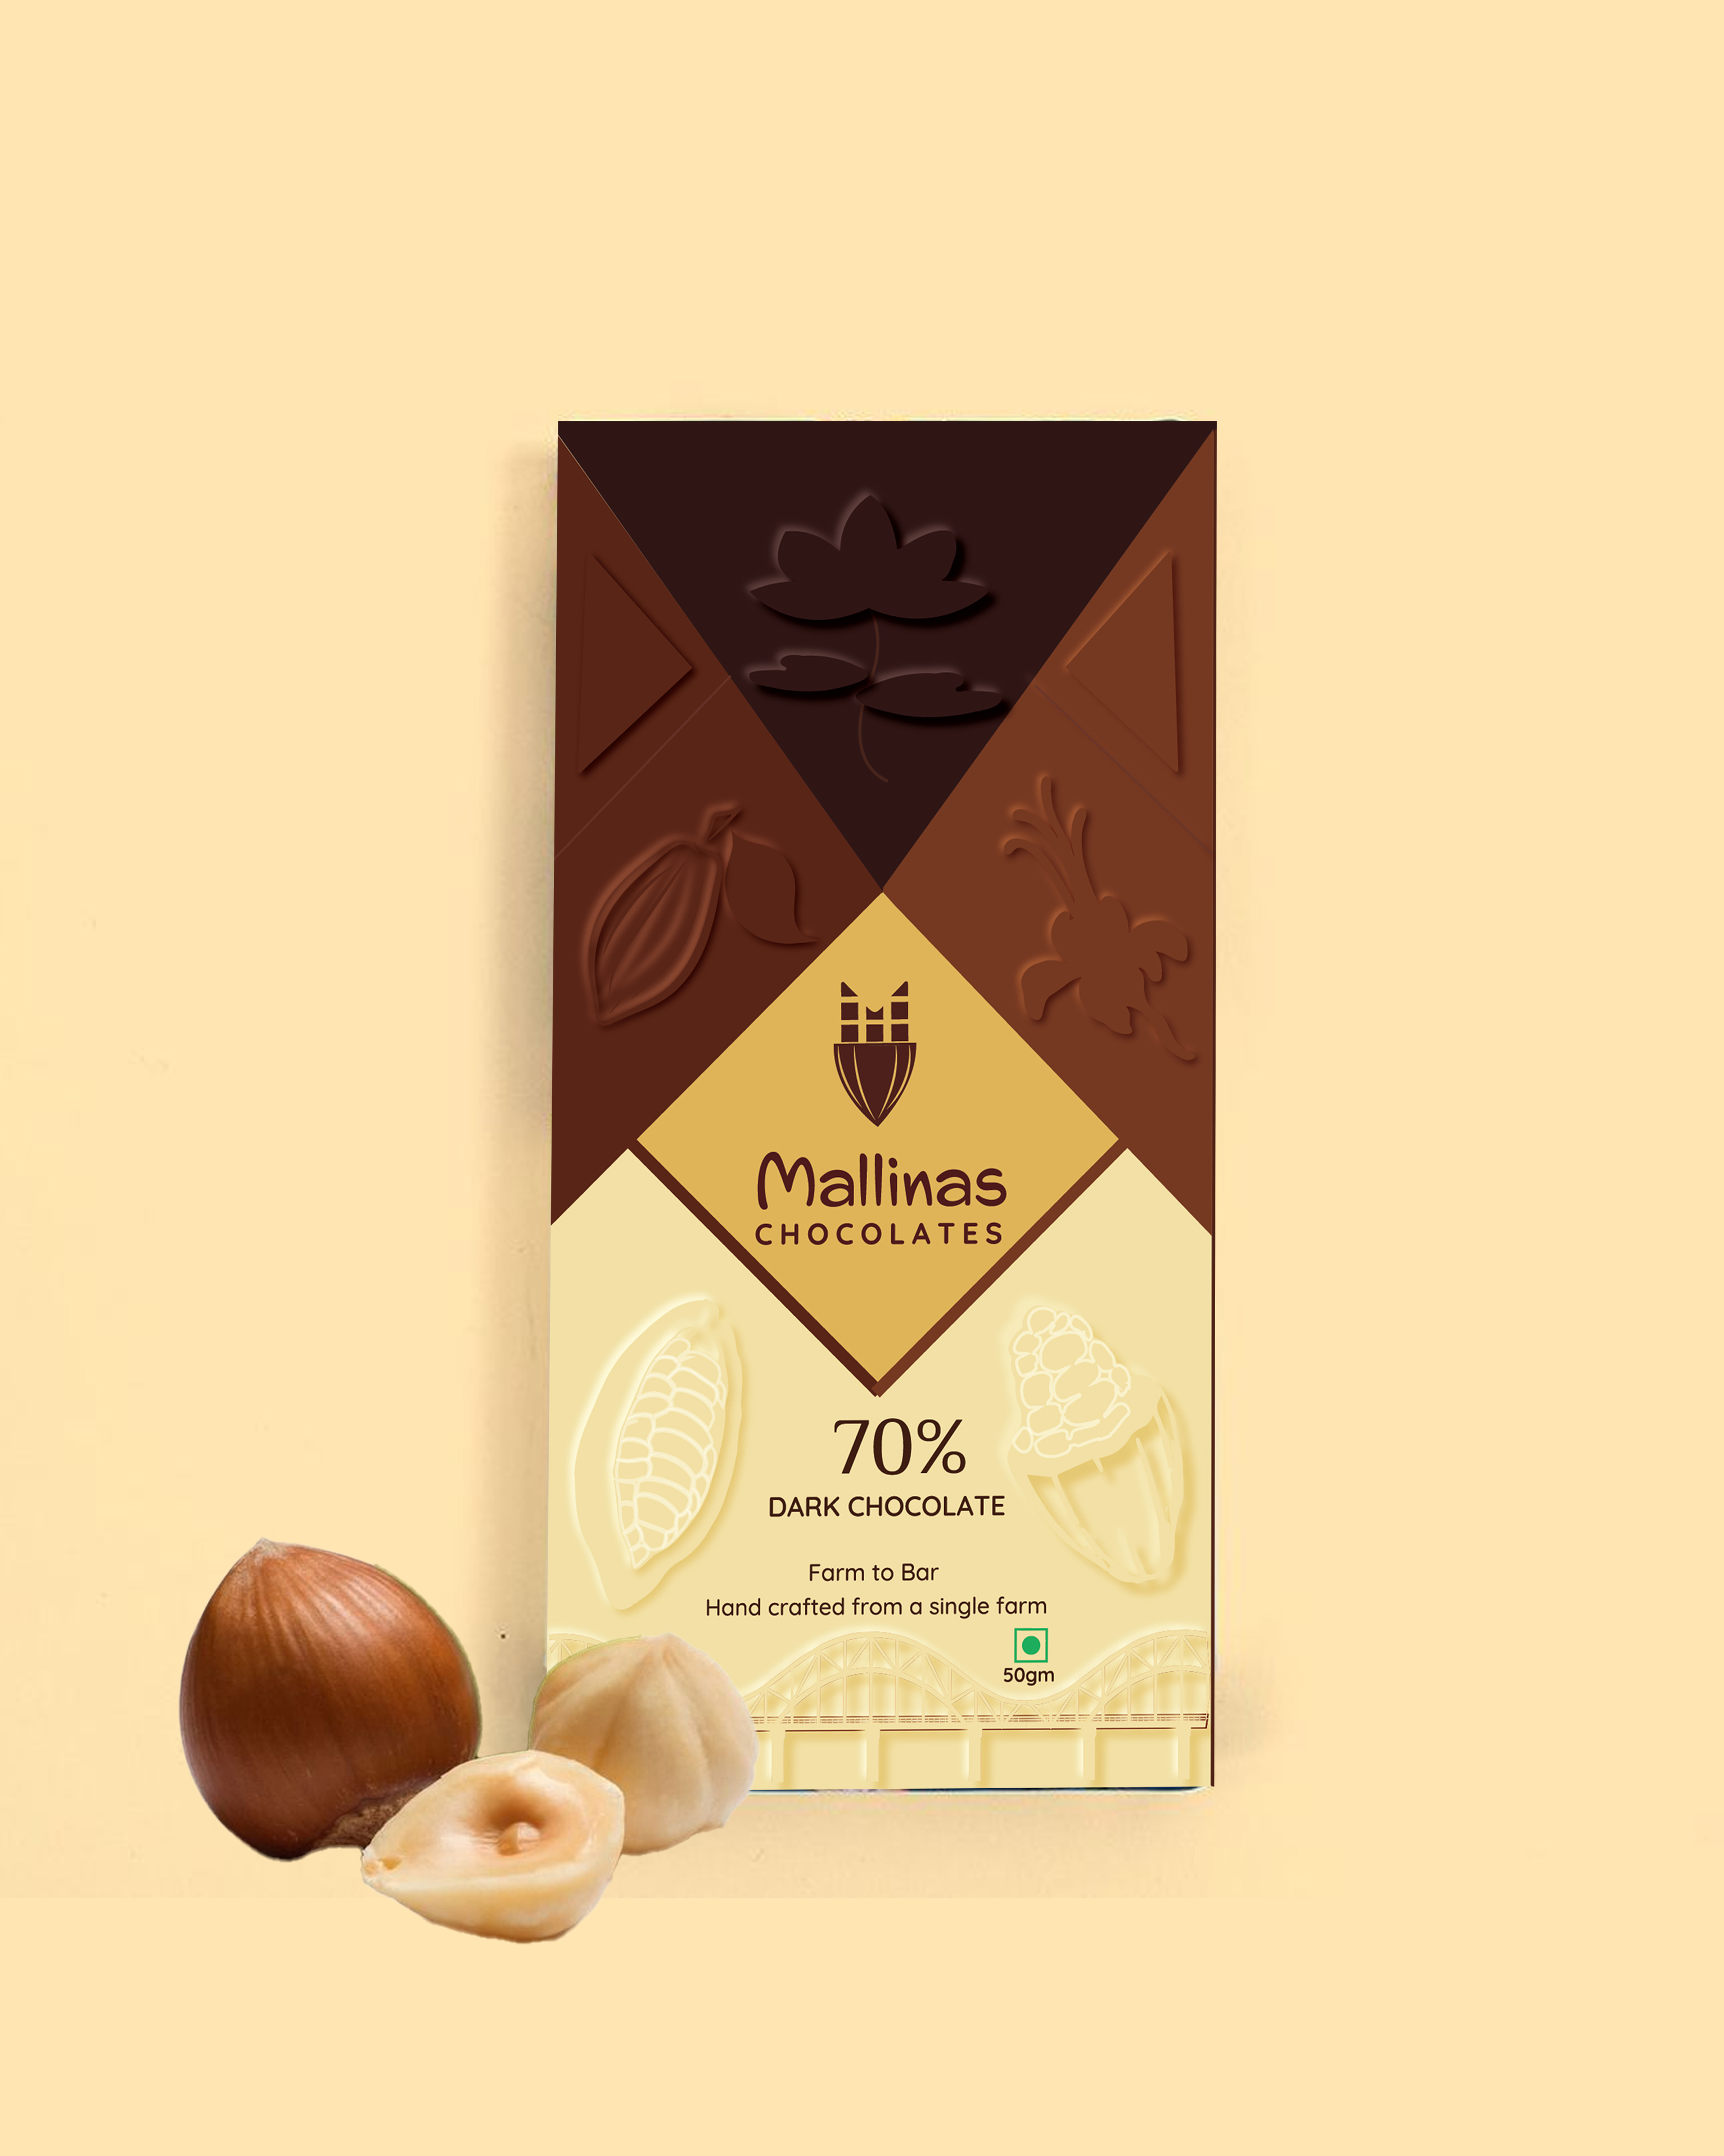 Mallinas
CHOCOLATES
70%
DARK CHOCOLATE
Farm to Bar
Hand crafted from a single farm
50gm